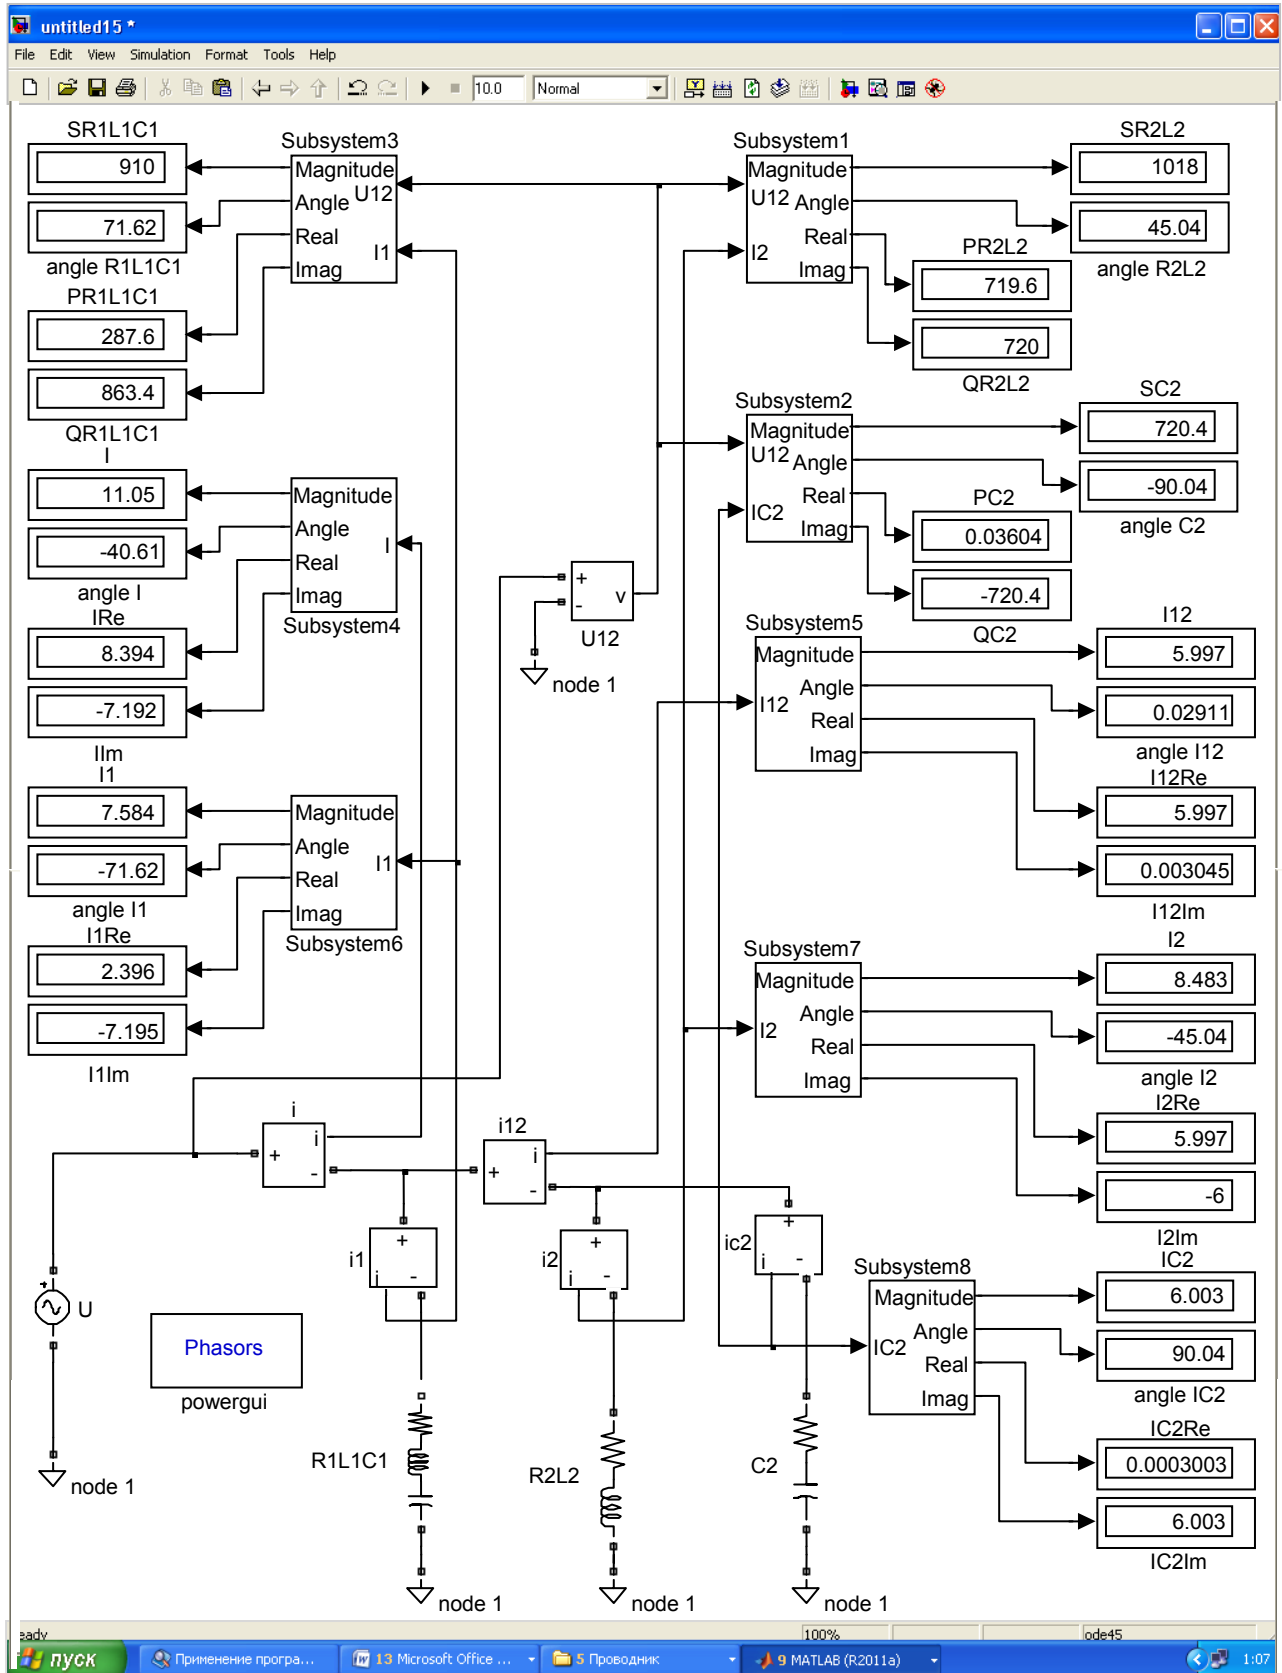 untitled15 *
File Edit View Simulation Format Tools Help
10.0 Normal
SR1L1C1
910
71.62
angle R1L1C1
PR1L1C1
287.6
863.4
QR1L1C1
Subsystem3
Magnitude
U12
Angle
Real
I1
Imag
Subsystem1
Magnitude
U12
Angle
Real
I2
Imag
SR2L2
1018
45.04
angle R2L2
PR2L2
719.6
720
QR2L2
I
11.05
-40.61
angle I
IRe
8.394
-7.192
IIm
Magnitude
Angle
I
Real
Imag
Subsystem4
+
v
-
U12
node 1
Subsystem2
Magnitude
U12
Angle
Real
IC2
Imag
SC2
720.4
-90.04
angle C2
PC2
0.03604
-720.4
QC2
Subsystem5
Magnitude
Angle
I12
Real
Imag
I12
5.997
0.02911
angle I12
I12Re
5.997
0.003045
I12Im
I1
7.584
-71.62
angle I1
I1Re
2.396
-7.195
I1Im
Magnitude
Angle
I1
Real
Imag
Subsystem6
Subsystem7
Magnitude
Angle
I2
Real
Imag
I2
8.483
-45.04
angle I2
I2Re
5.997
-6
I2Im
i
+ i
-
i12
+ i
-
i1
+
i -
i2
+
i -
ic2
+
i -
Subsystem8
Magnitude
Angle
IC2
Real
Imag
IC2
6.003
90.04
angle IC2
IC2Re
0.0003003
6.003
IC2Im
+
U
Phasors
powergui
node 1
R1L1C1
R2L2
C2
node 1
node 1
node 1
eady 100% ode45
пуск Применение програ... 13 Microsoft Office ... 5 Проводник 9 MATLAB (R2011a) 1:07